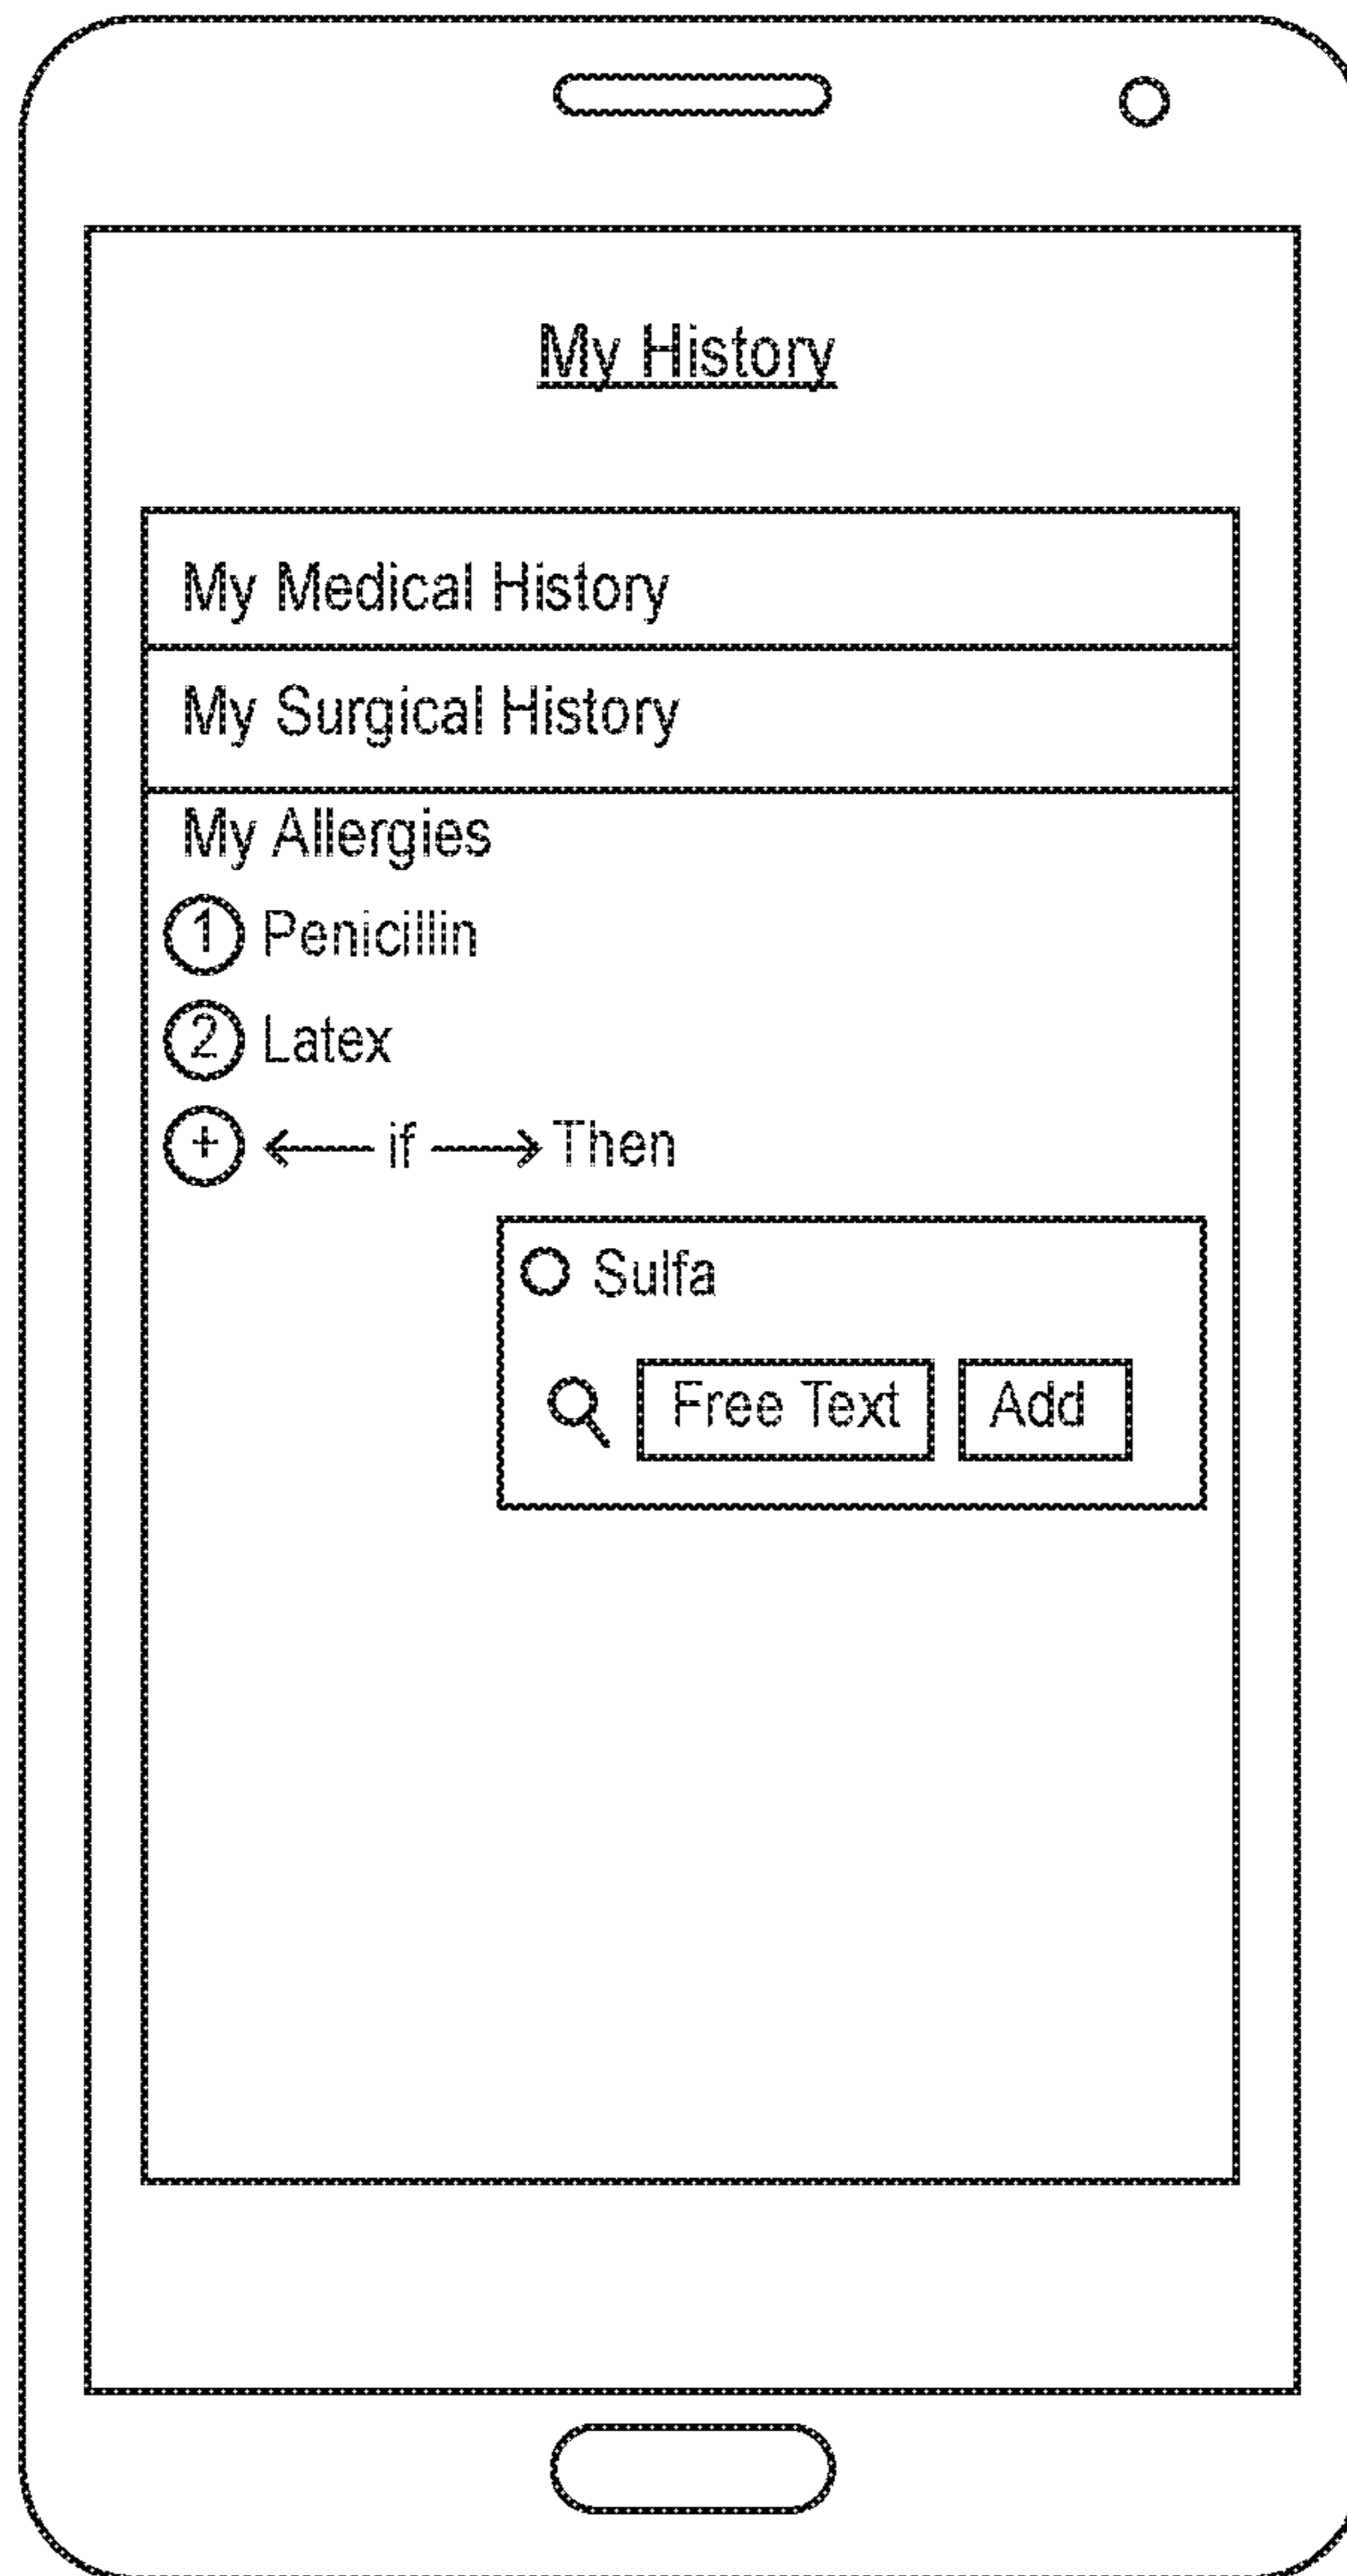 My History
My Medical History
My Surgical History
My Allergies
1 Penicillin
2 Latex
+ ← if → Then
Sulfa
Free Text Add